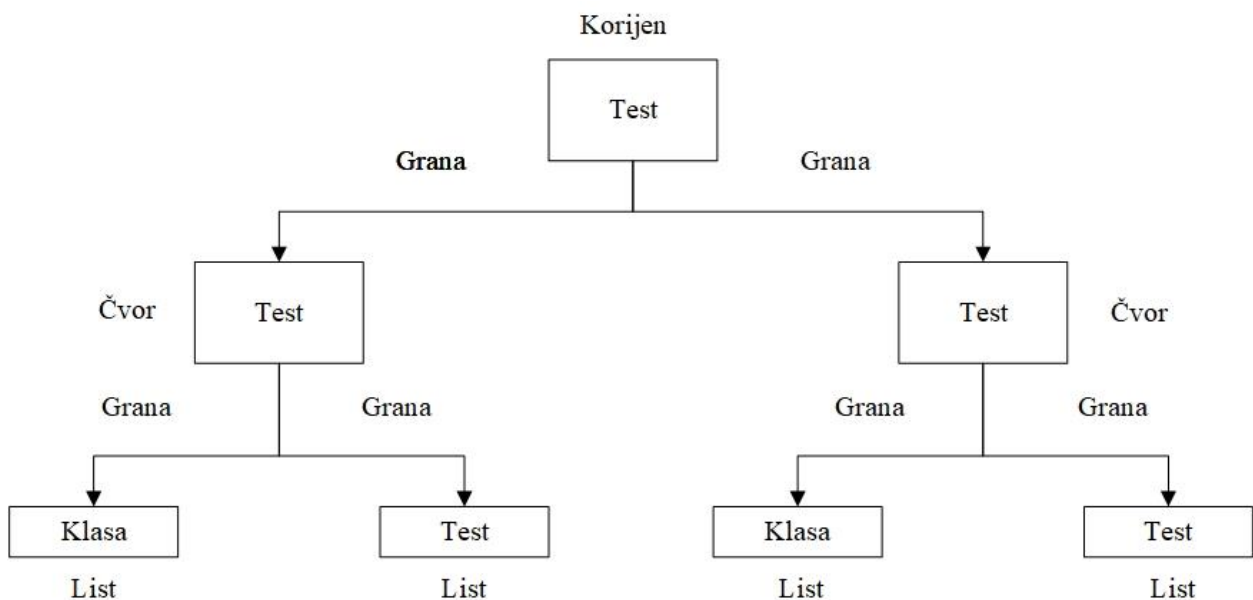 Korijen
Test
Grana
Grana
Čvor
Test
Test
Čvor
Grana
Grana
Grana
Grana
Klasa
Test
Klasa
Test
List
List
List
List